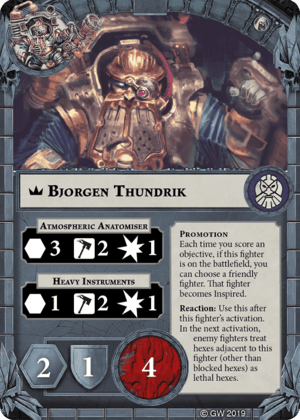 Bjorgen Thundrik
Atmospheric Anatomiser
3 2 1
Heavy Instruments
1 2 1
Promotion
Each time you score an
objective, if this fighter
is on the battlefield, you
can choose a friendly
fighter. That fighter
becomes Inspired.
Reaction: Use this after
this fighter's activation.
In the next activation,
enemy fighters treat
hexes adjacent to this
fighter (other than
blocked hexes) as
lethal hexes.
2 1 4
© GW 2019